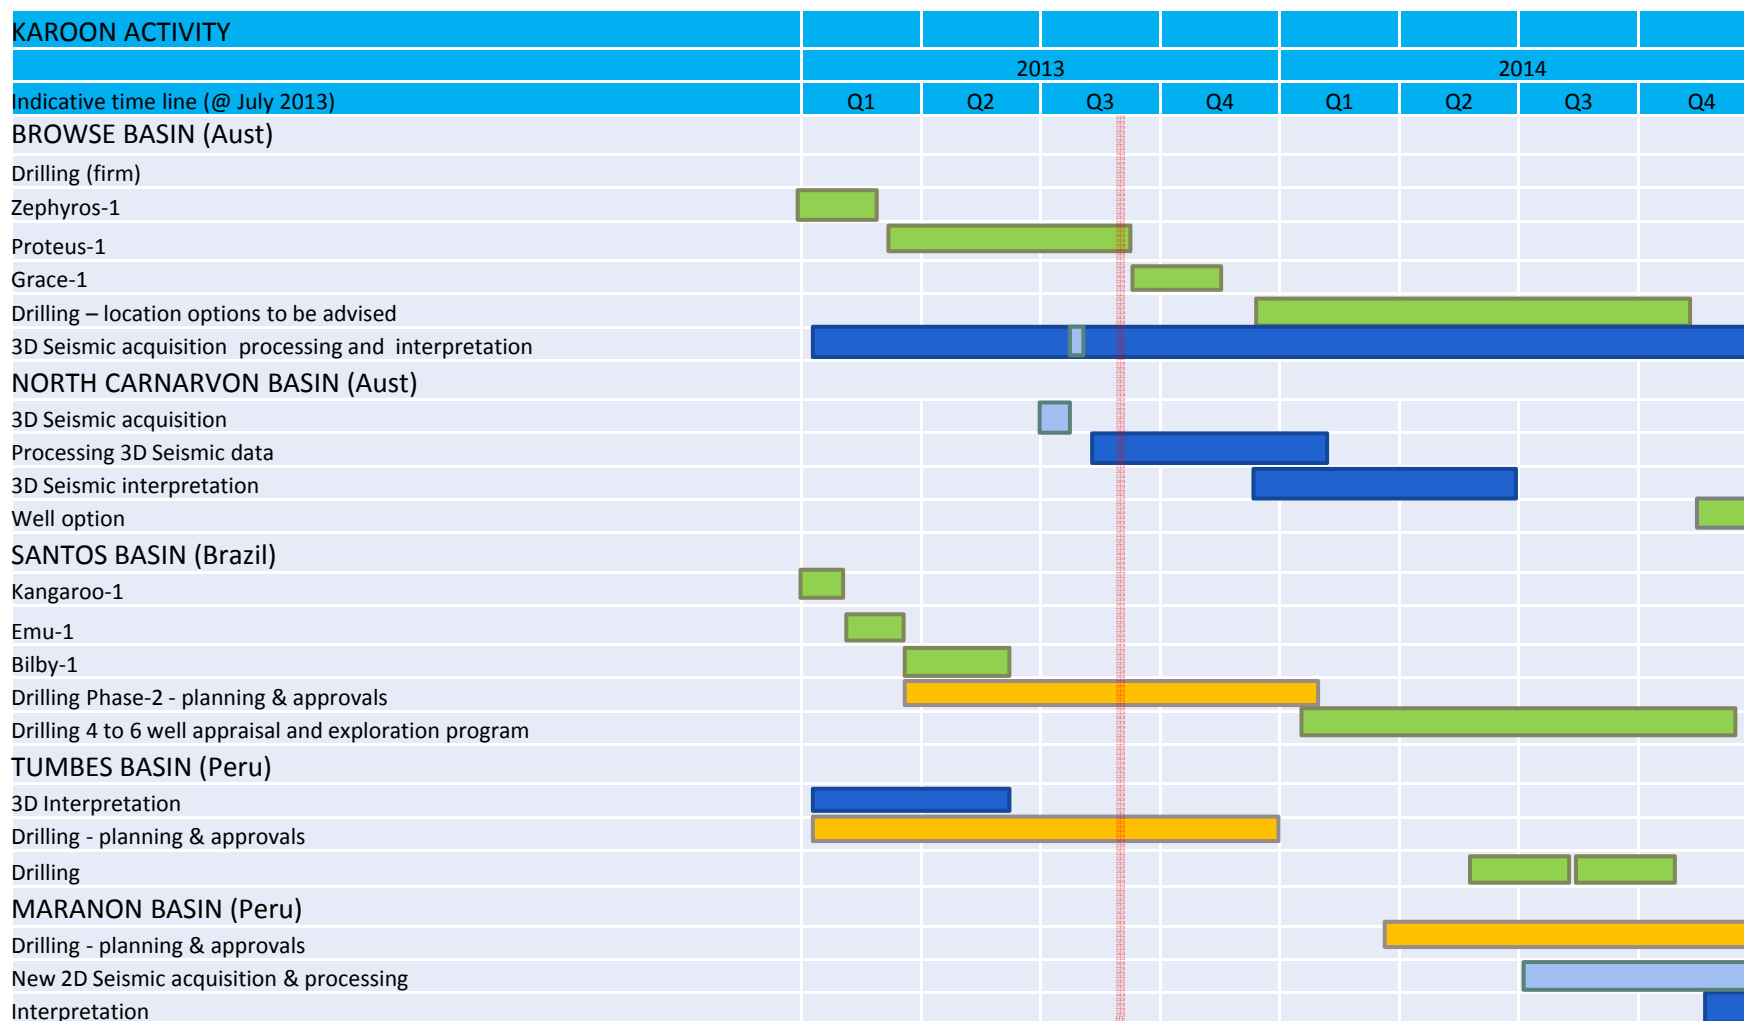 KAROON ACTIVITY
2013 2014
Indicative time line (@ July 2013) Q1 Q2 Q3 Q4 Q1 Q2 Q3 Q4
BROWSE BASIN (Aust)
Drilling (firm)
Zephyros-1
Proteus-1
Grace-1
Drilling – location options to be advised
3D Seismic acquisition  processing and  interpretation
NORTH CARNARVON BASIN (Aust)
3D Seismic acquisition
Processing 3D Seismic data
3D Seismic interpretation
Well option
SANTOS BASIN (Brazil)
Kangaroo-1
Emu-1
Bilby-1
Drilling Phase-2 - planning & approvals
Drilling 4 to 6 well appraisal and exploration program
TUMBES BASIN (Peru)
3D Interpretation
Drilling - planning & approvals
Drilling
MARANON BASIN (Peru)
Drilling - planning & approvals
New 2D Seismic acquisition & processing
Interpretation